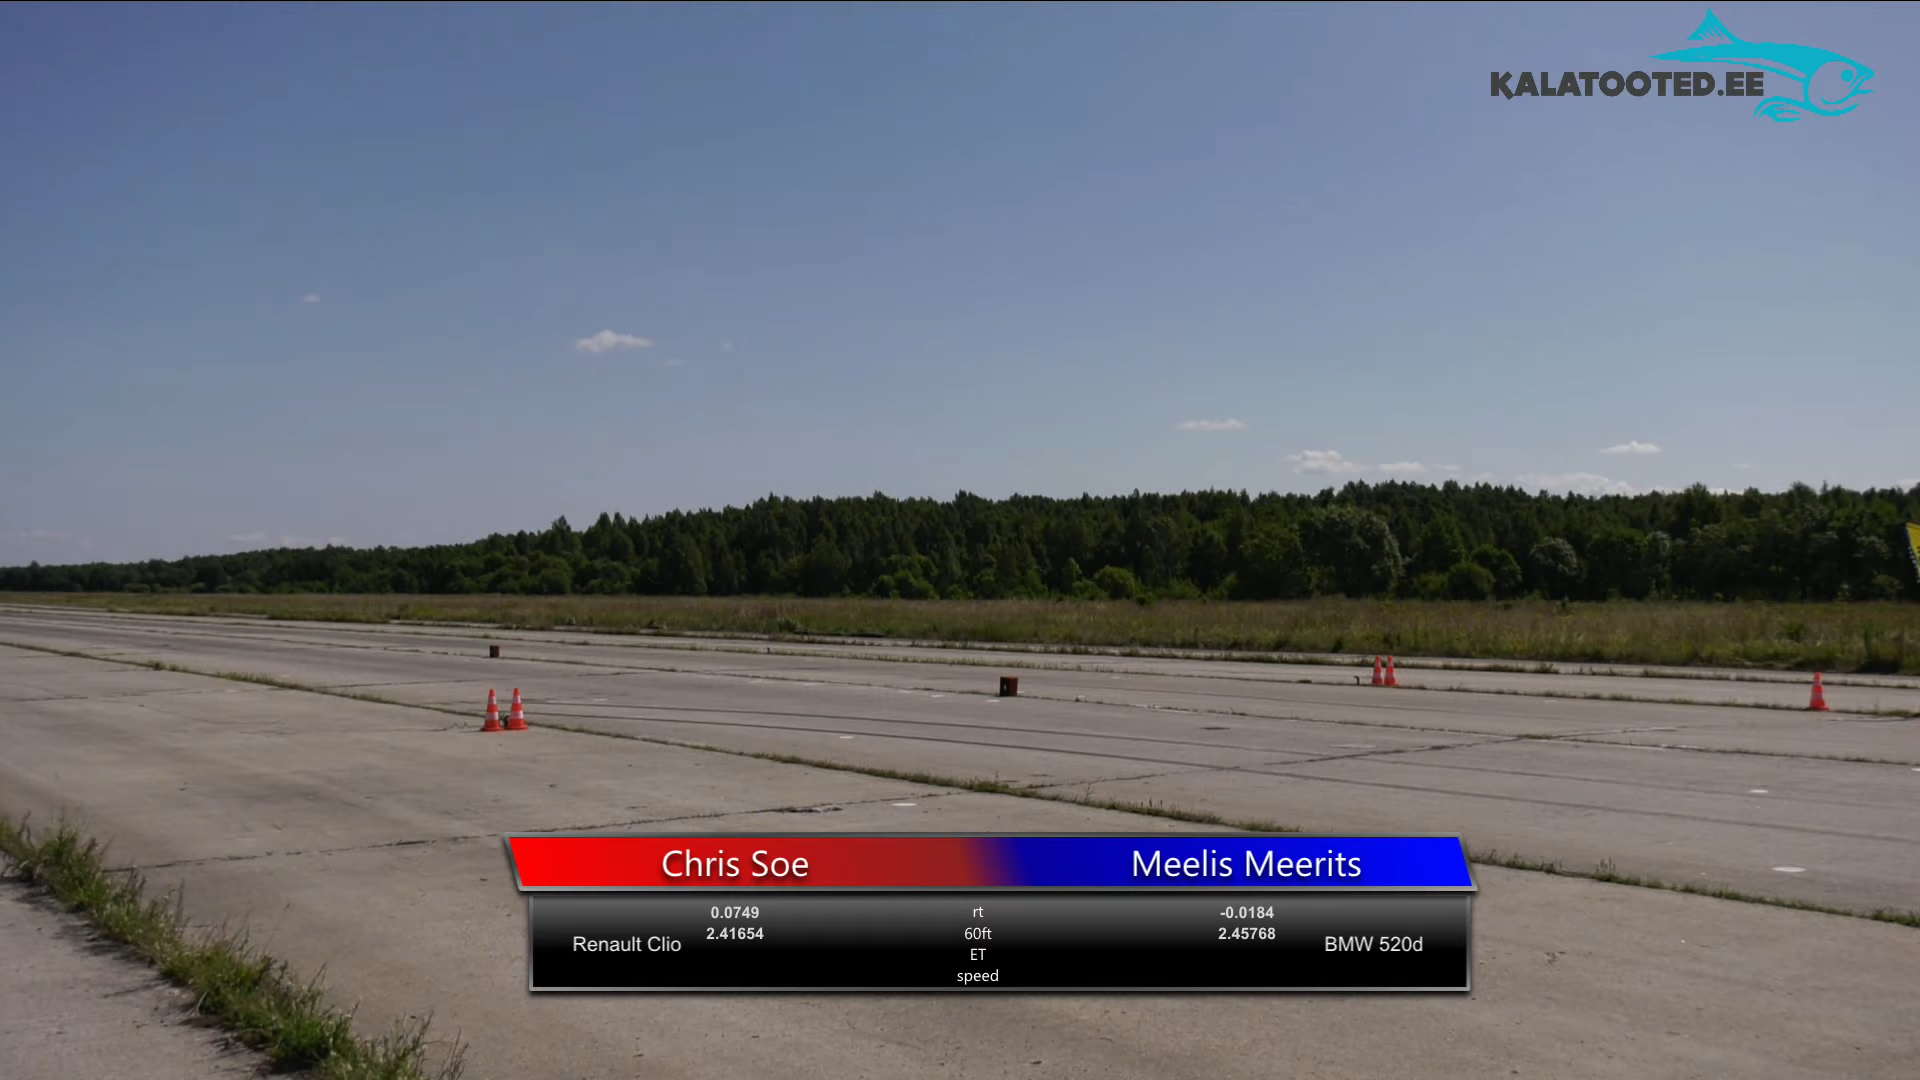 KALATOOTED.EE
Chris Soe
Meelis Meerits
0.0749 rt -0.0184
2.41654 60ft 2.45768
Renault Clio
BMW 520d
ET
speed